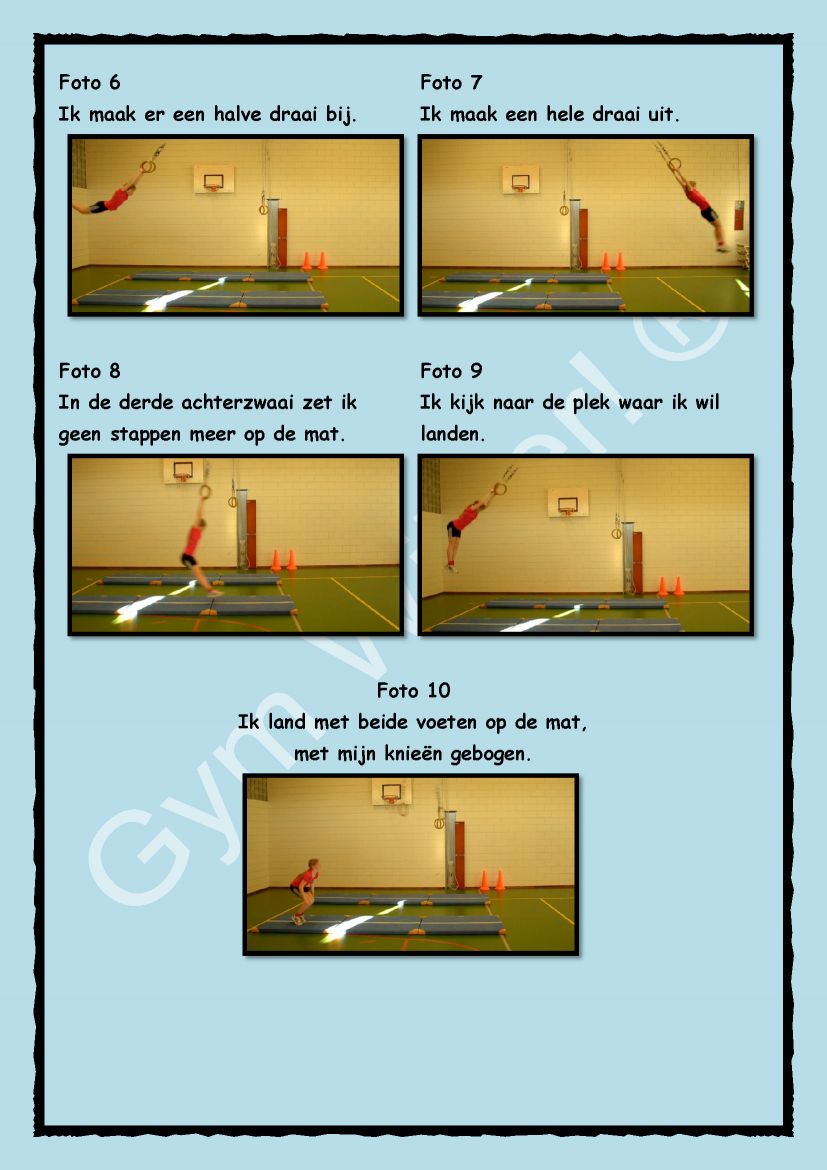 Foto 6
Ik maak er een halve draai bij.
Foto 7
Ik maak een hele draai uit.
Foto 8
In de derde achterzwaai zet ik
geen stappen meer op de mat.
Foto 9
Ik kijk naar de plek waar ik wil
landen.
Foto 10
Ik land met beide voeten op de mat,
met mijn knieën gebogen.
Gym